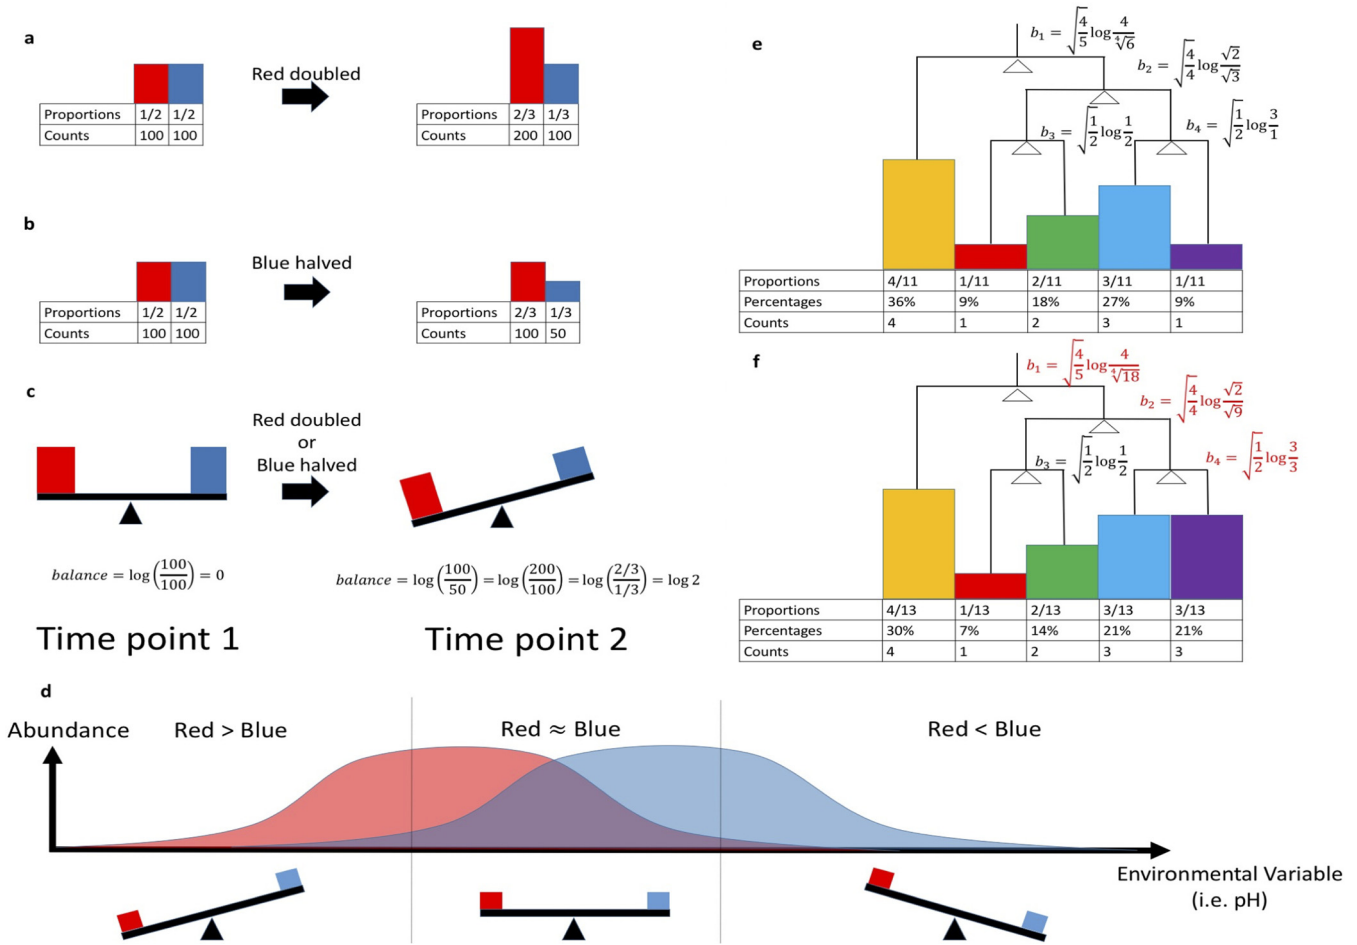 a
Red doubled
Proportions 1/2 1/2
Counts 100 100
Proportions 2/3 1/3
Counts 200 100
b
Blue halved
Proportions 1/2 1/2
Counts 100 100
Proportions 2/3 1/3
Counts 100 50
c
Red doubled
or
Blue halved
balance = log(100/100) = 0
balance = log(100/50) = log(200/100) = log(2/3/1/3) = log 2
Time point 1
Time point 2
d
Abundance
Red > Blue
Red ≈ Blue
Red < Blue
Environmental Variable
(i.e. pH)
e
b₁ = √(4/5) log 4/⁴√6
b₂ = √(4/4) log √2/√3
b₃ = √(1/2) log 1/2
b₄ = √(1/2) log 3/1
Proportions 4/11 1/11 2/11 3/11 1/11
Percentages 36% 9% 18% 27% 9%
Counts 4 1 2 3 1
f
b₁ = √(4/5) log 4/⁴√18
b₂ = √(4/4) log √2/√9
b₃ = √(1/2) log 1/2
b₄ = √(1/2) log 3/3
Proportions 4/13 1/13 2/13 3/13 3/13
Percentages 30% 7% 14% 21% 21%
Counts 4 1 2 3 3